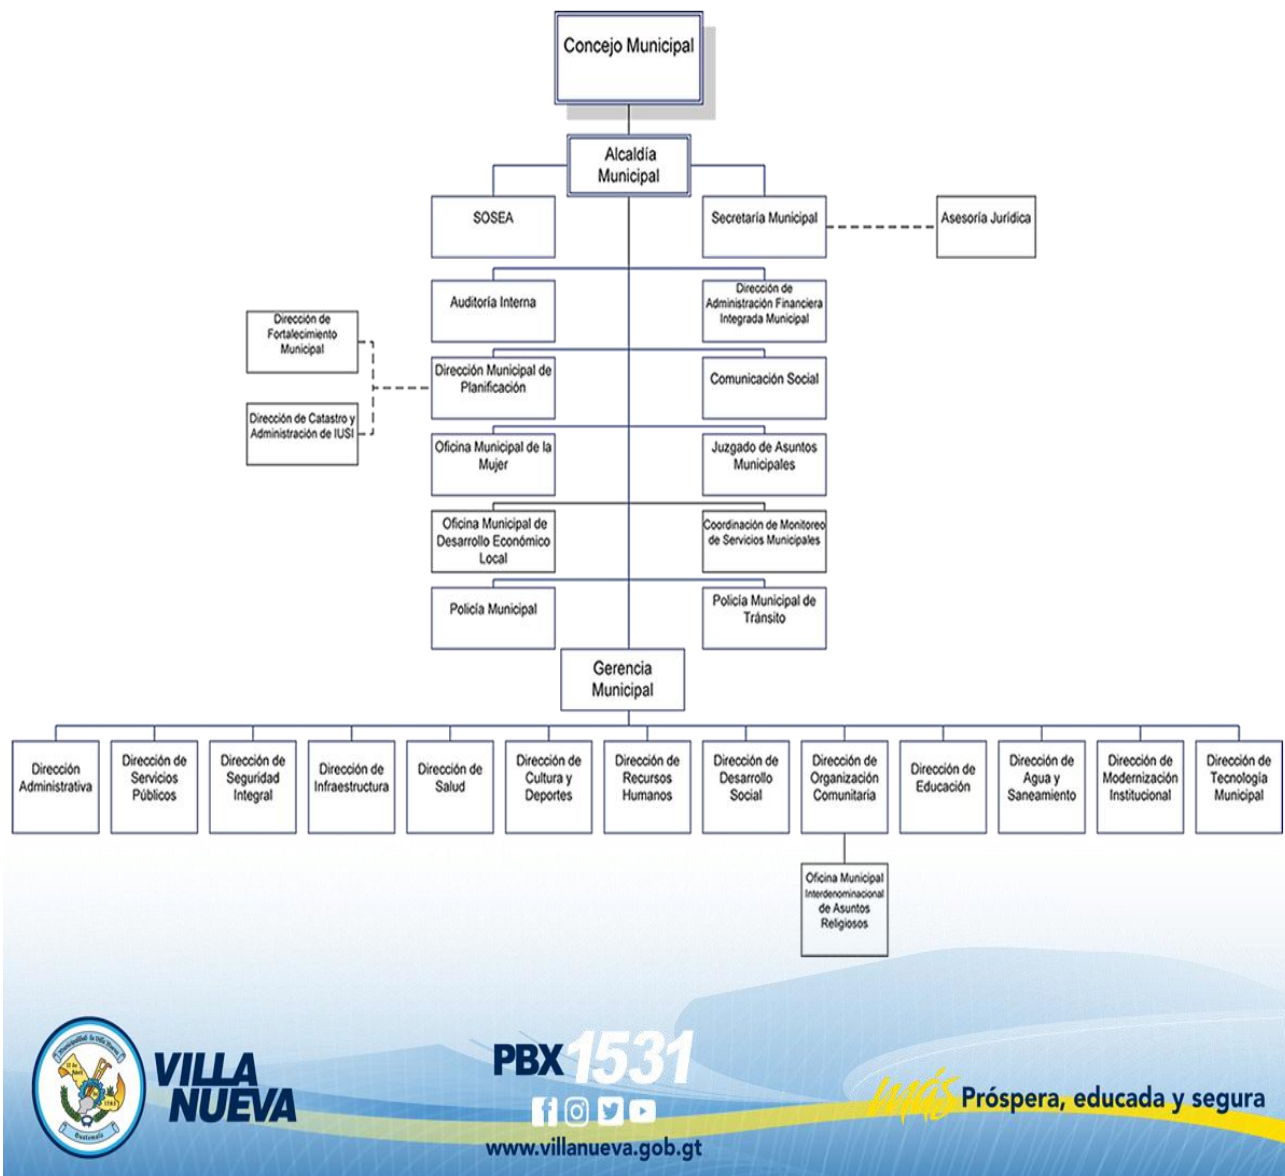 Concejo Municipal
Alcaldía
Municipal
SOSEA
Secretaría Municipal
Asesoría Jurídica
Auditoría Interna
Dirección de
Administración Financiera
Integrada Municipal
Dirección de
Fortalecimiento
Municipal
Dirección Municipal de
Planificación
Comunicación Social
Dirección de Catastro y
Administración de IUSI
Oficina Municipal de la
Mujer
Juzgado de Asuntos
Municipales
Oficina Municipal de
Desarrollo Económico
Local
Coordinación de Monitoreo
de Servicios Municipales
Policía Municipal
Policía Municipal de
Tránsito
Gerencia
Municipal
Dirección
Administrativa
Dirección de
Servicios
Públicos
Dirección de
Seguridad
Integral
Dirección de
Infraestructura
Dirección de
Salud
Dirección de
Cultura y
Deportes
Dirección de
Recursos
Humanos
Dirección de
Desarrollo
Social
Dirección de
Organización
Comunitaria
Dirección de
Educación
Dirección de
Agua y
Saneamiento
Dirección de
Modernización
Institucional
Dirección de
Tecnología
Municipal
Oficina Municipal
Interdenominacional
de Asuntos
Religiosos
VILLA
NUEVA
Guatemala
PBX 1531
www.villanueva.gob.gt
más Próspera, educada y segura